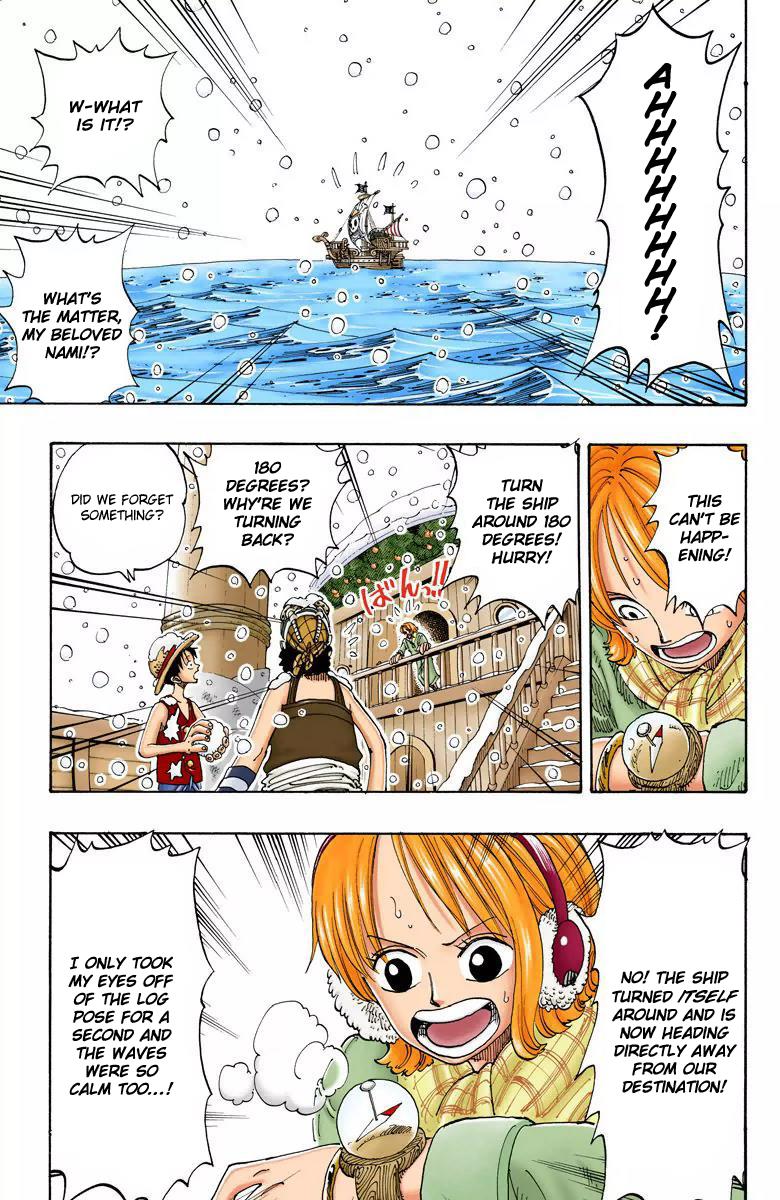 AHHHHHHHH!
W-WHAT
IS IT!?
WHAT'S
THE MATTER,
MY BELOVED
NAMI!?
THIS
CAN'T BE
HAPP-
ENING!
TURN
THE SHIP
AROUND 180
DEGREES!
HURRY!
180
DEGREES?
WHY'RE WE
TURNING
BACK?
DID WE FORGET
SOMETHING?
ばんっ!!
NO! THE SHIP
TURNED ITSELF
AROUND AND IS
NOW HEADING
DIRECTLY AWAY
FROM OUR
DESTINATION!
I ONLY TOOK
MY EYES OFF
OF THE LOG
POSE FOR A
SECOND AND
THE WAVES
WERE SO
CALM TOO...!